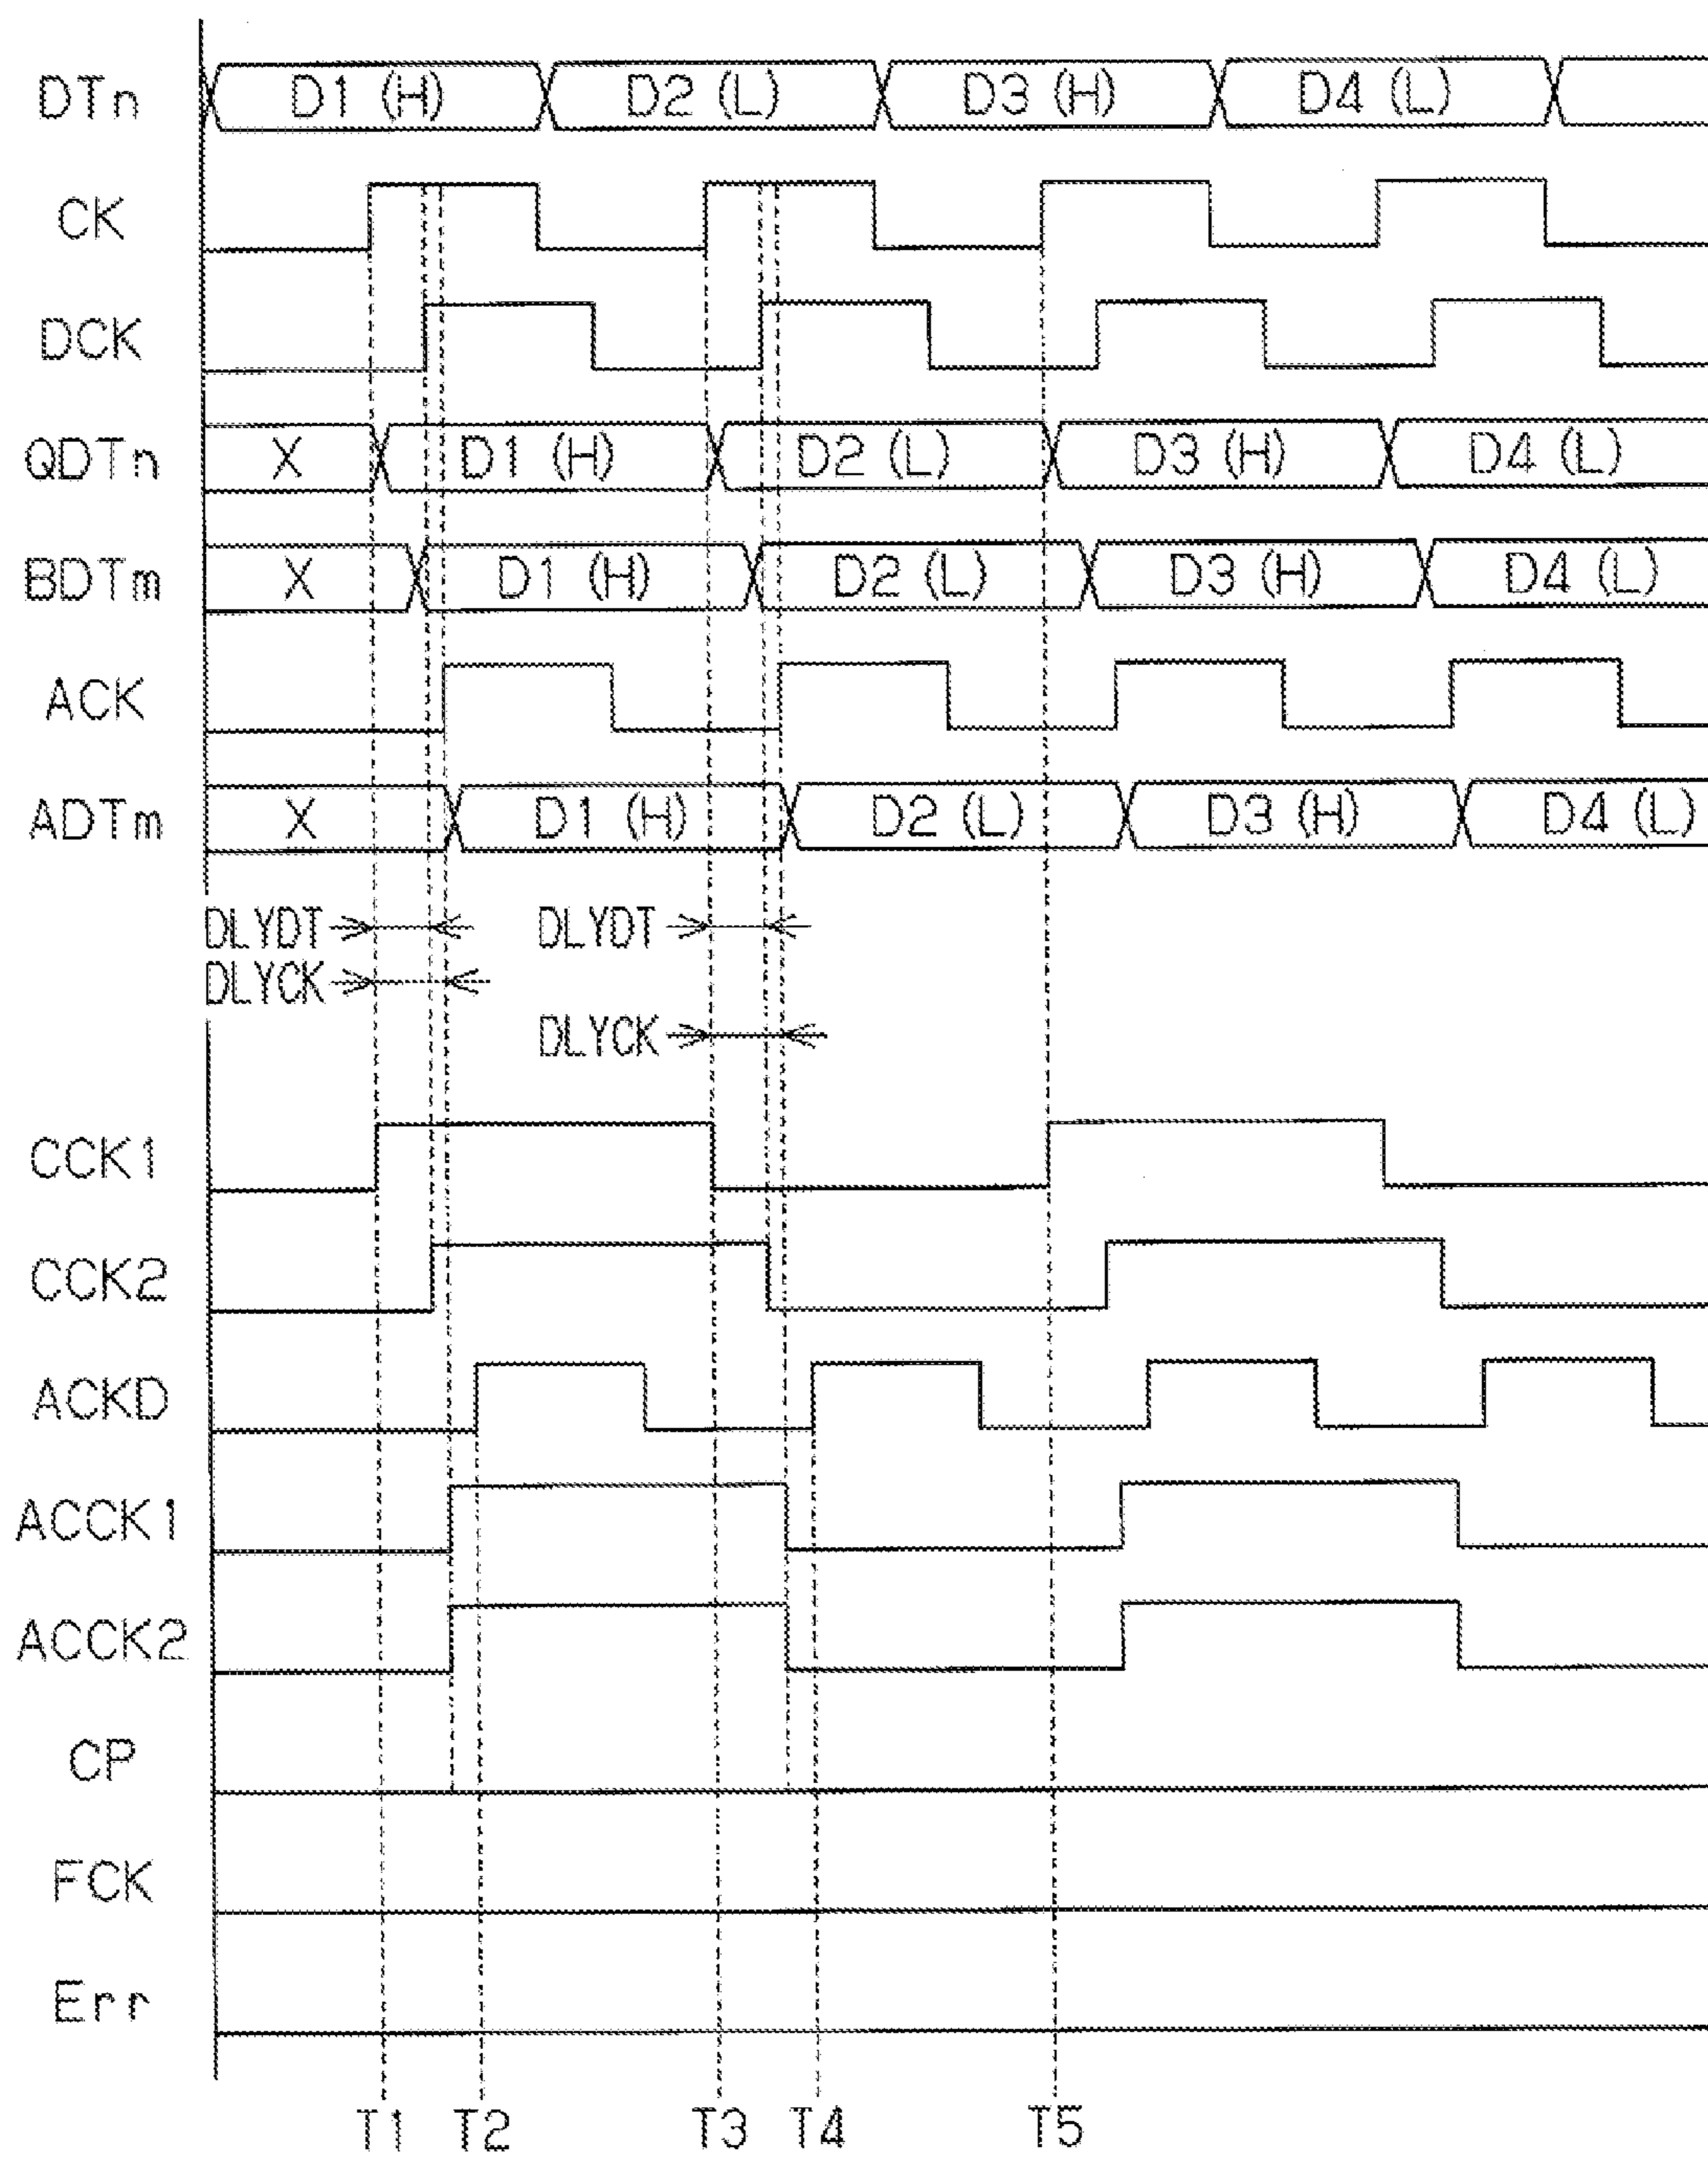 DTn D1 (H) D2 (L) D3 (H) D4 (L)
CK
DCK
QDTn X D1 (H) D2 (L) D3 (H) D4 (L)
BDTm X D1 (H) D2 (L) D3 (H) D4 (L)
ACK
ADTm X D1 (H) D2 (L) D3 (H) D4 (L)
DLYDT DLYDT
DLYCK
DLYCK
CCK1
CCK2
ACKD
ACCK1
ACCK2
CP
FCK
Err
T1 T2 T3 T4 T5